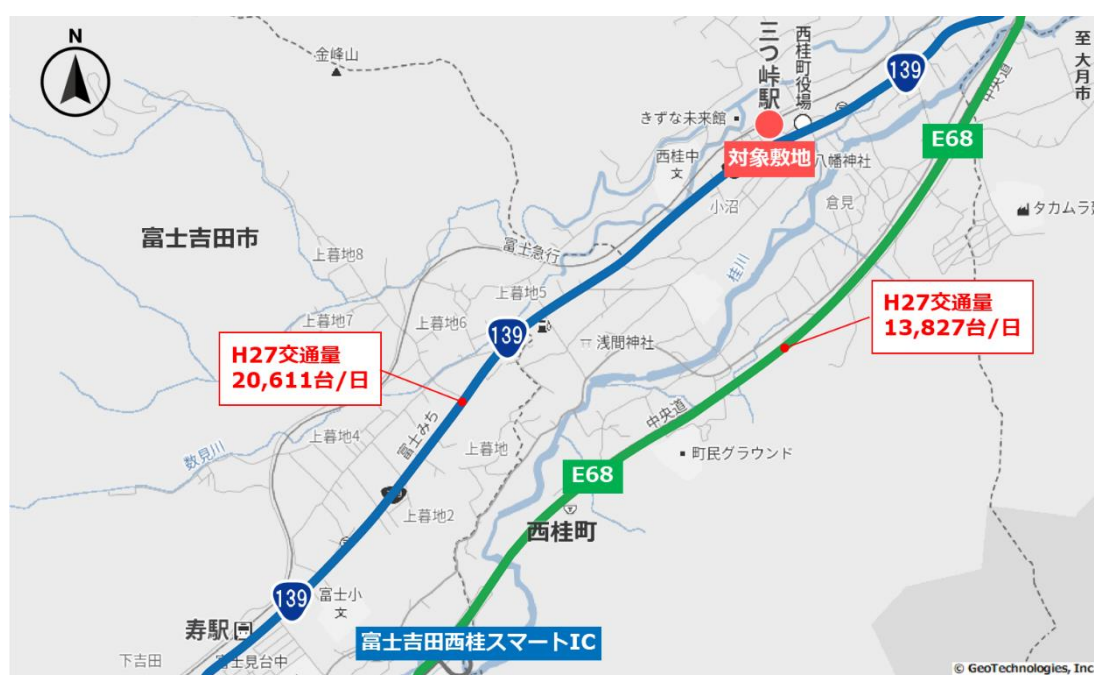 N
金峰山
三つ峠駅
西桂町役場
139
至大月市
中央道
きずな未来館
E68
対象敷地
八幡神社
西桂中
文
小沼
倉見
富士吉田市
上暮地8
富士急行
桂川
上暮地5
H27交通量
13,827台/日
上暮地7
上暮地6
139
浅間神社
H27交通量
20,611台/日
富士みち
中央道
上暮地4
上暮地
町民グラウンド
数見川
E68
上暮地2
西桂町
139
富士小
文
寿駅
富士吉田西桂スマートIC
下吉田
富士見台中
© GeoTechnologies, Inc